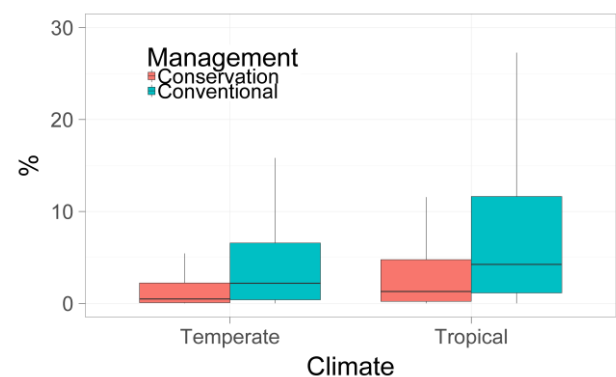 30
Management
Conservation
Conventional
20
%
10
0
Temperate
Tropical
Climate